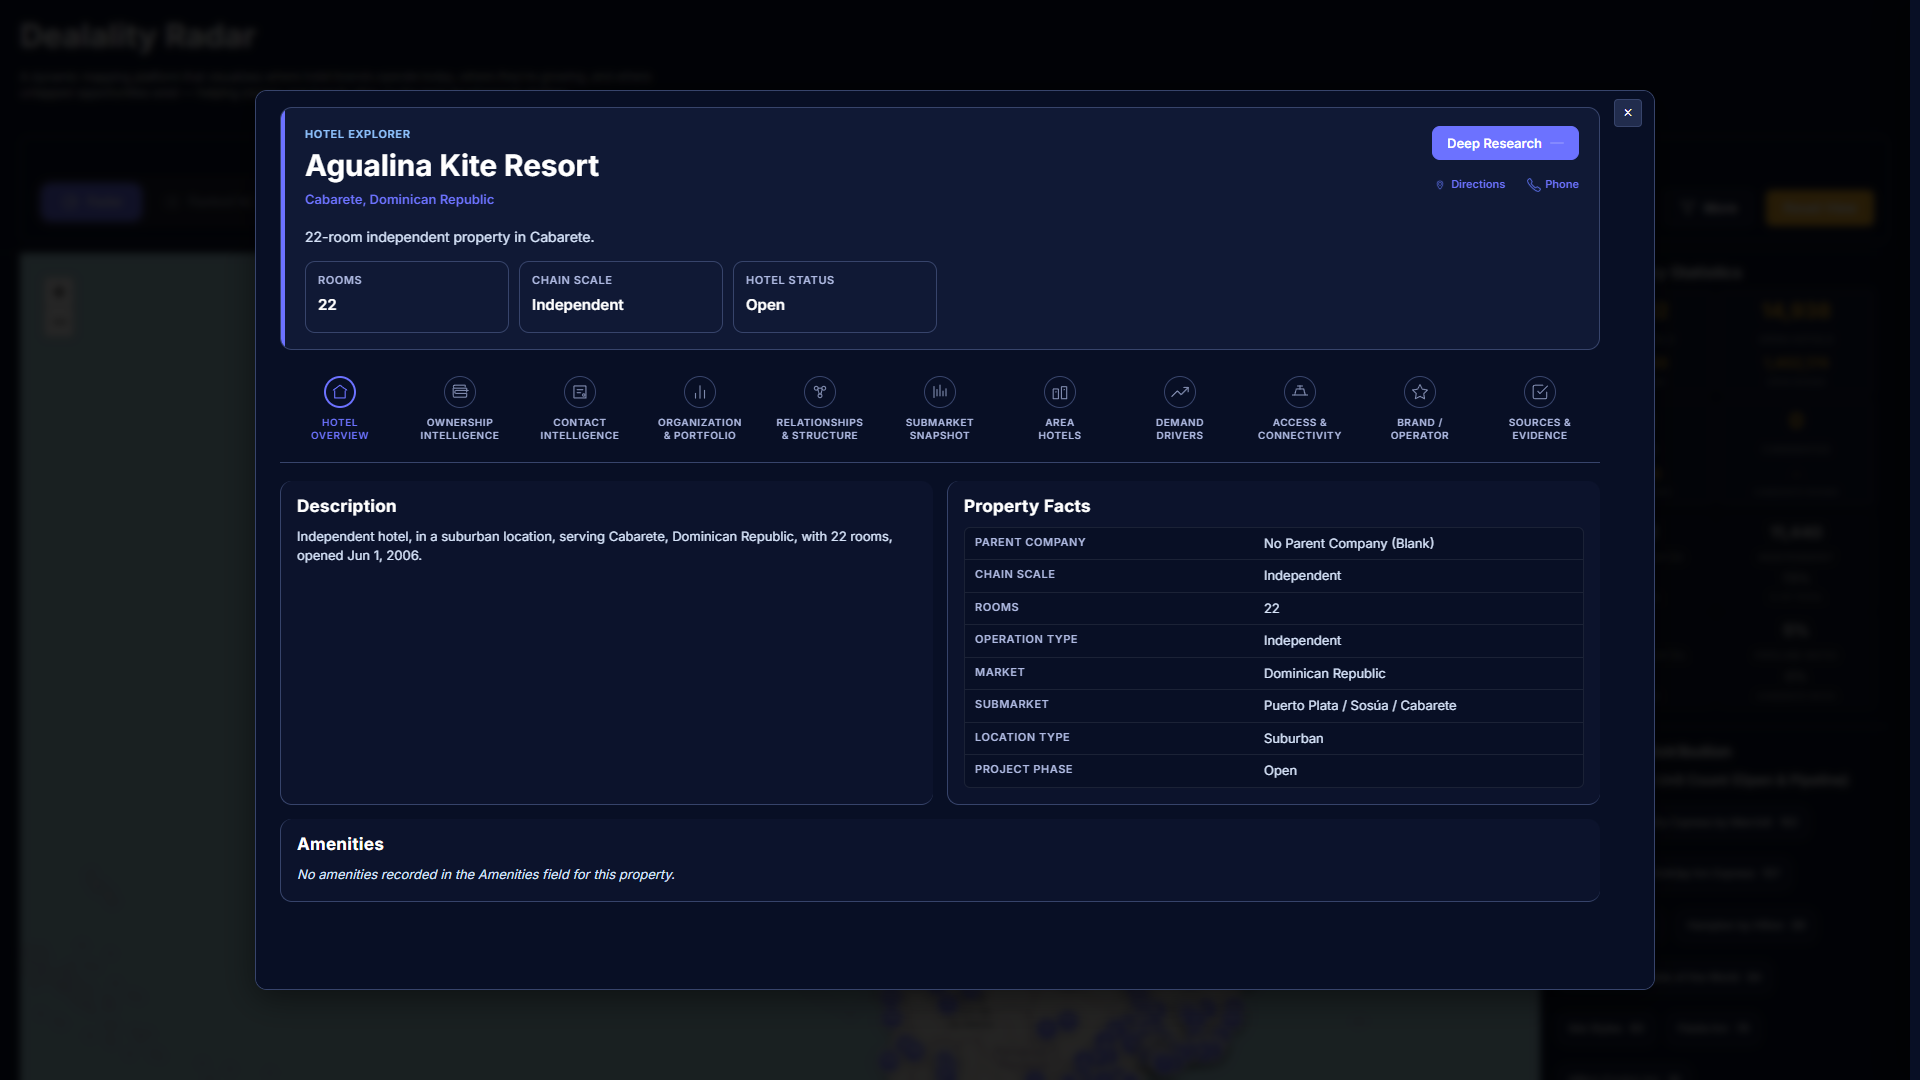 Deality Radar
×
HOTEL EXPLORER
Agualina Kite Resort
Cabarete, Dominican Republic
Deep Research
Directions
Phone
22-room independent property in Cabarete.
ROOMS
22
CHAIN SCALE
Independent
HOTEL STATUS
Open
HOTEL OVERVIEW
OWNERSHIP INTELLIGENCE
CONTACT INTELLIGENCE
ORGANIZATION & PORTFOLIO
RELATIONSHIPS & STRUCTURE
SUBMARKET SNAPSHOT
AREA HOTELS
DEMAND DRIVERS
ACCESS & CONNECTIVITY
BRAND / OPERATOR
SOURCES & EVIDENCE
Description
Independent hotel, in a suburban location, serving Cabarete, Dominican Republic, with 22 rooms,
opened Jun 1, 2006.
Property Facts
PARENT COMPANY No Parent Company (Blank)
CHAIN SCALE Independent
ROOMS 22
OPERATION TYPE Independent
MARKET Dominican Republic
SUBMARKET Puerto Plata / Sosúa / Cabarete
LOCATION TYPE Suburban
PROJECT PHASE Open
Amenities
No amenities recorded in the Amenities field for this property.